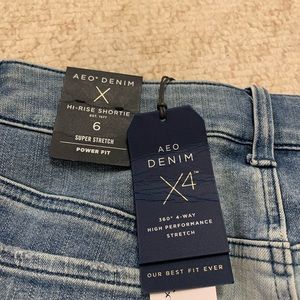 AEO® DENIM
X
HI-RISE SHORTIE
EST. 1977
6
SUPER STRETCH
POWER FIT
AEO
DENIM
X4™
360° 4-WAY
HIGH PERFORMANCE
STRETCH
OUR BEST FIT EVER